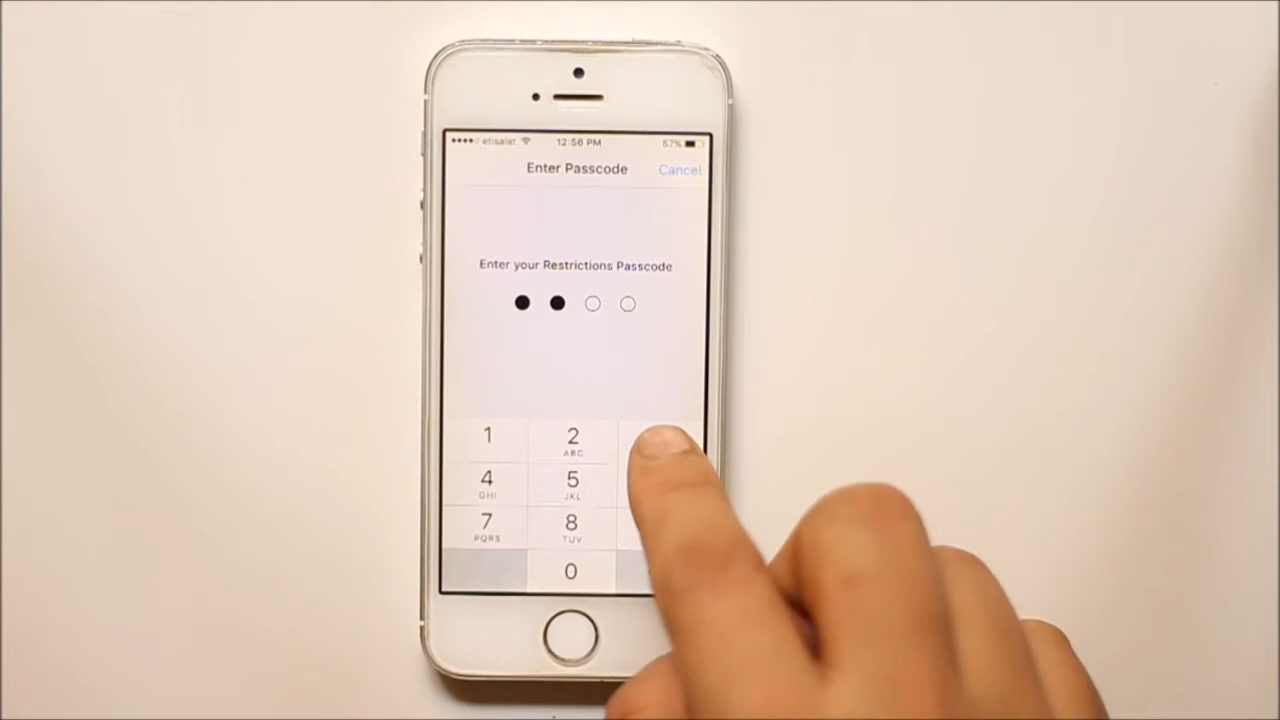 etisalat 12:56 PM 57%
Enter Passcode Cancel
Enter your Restrictions Passcode
1 2
ABC
4 5
GHI JKL
7 8
PQRS TUV
0